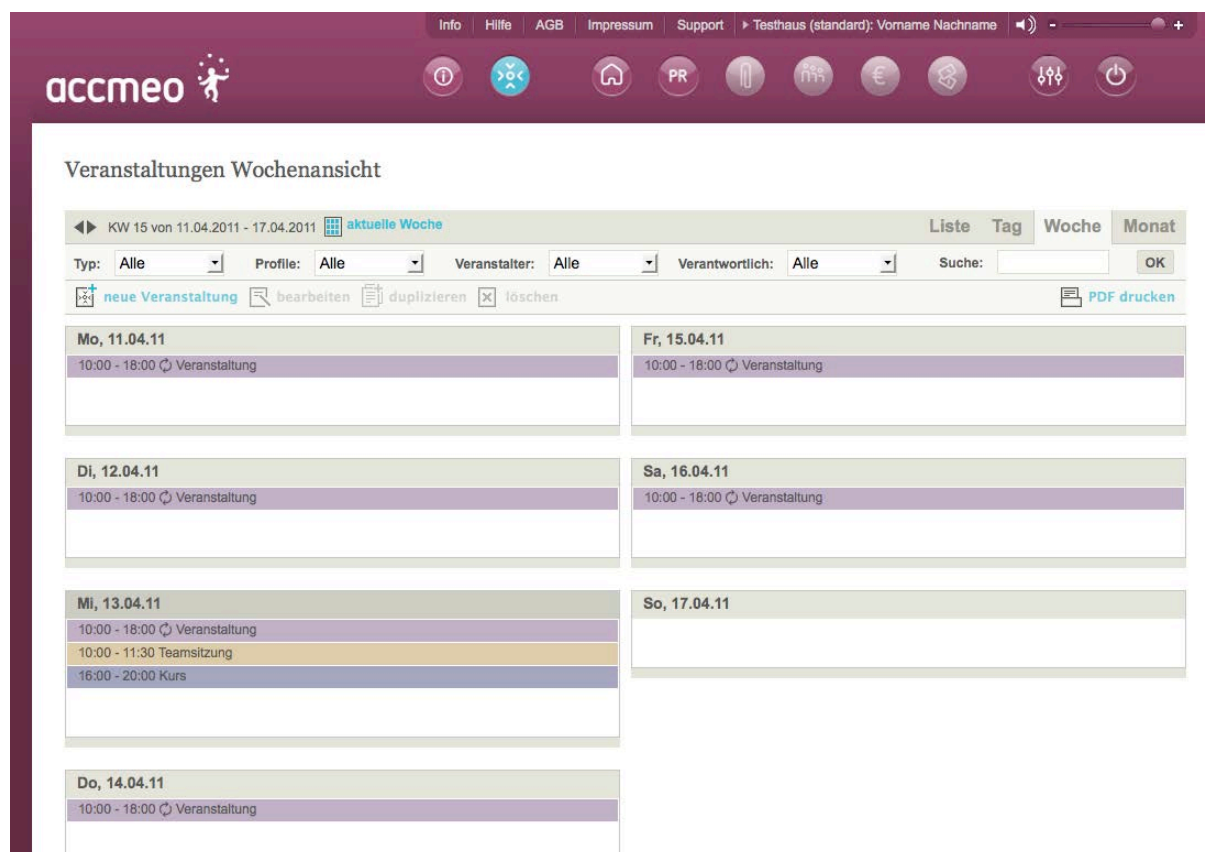 Info Hilfe AGB Impressum Support Testhaus (standard): Vorname Nachname - +
accmeo
PR €
Veranstaltungen Wochenansicht
KW 15 von 11.04.2011 - 17.04.2011 aktuelle Woche Liste Tag Woche Monat
Typ: Alle Profile: Alle Veranstalter: Alle Verantwortlich: Alle Suche: OK
neue Veranstaltung bearbeiten duplizieren löschen PDF drucken
Mo, 11.04.11
10:00 - 18:00 Veranstaltung
Di, 12.04.11
10:00 - 18:00 Veranstaltung
Mi, 13.04.11
10:00 - 18:00 Veranstaltung
10:00 - 11:30 Teamsitzung
16:00 - 20:00 Kurs
Do, 14.04.11
10:00 - 18:00 Veranstaltung
Fr, 15.04.11
10:00 - 18:00 Veranstaltung
Sa, 16.04.11
10:00 - 18:00 Veranstaltung
So, 17.04.11